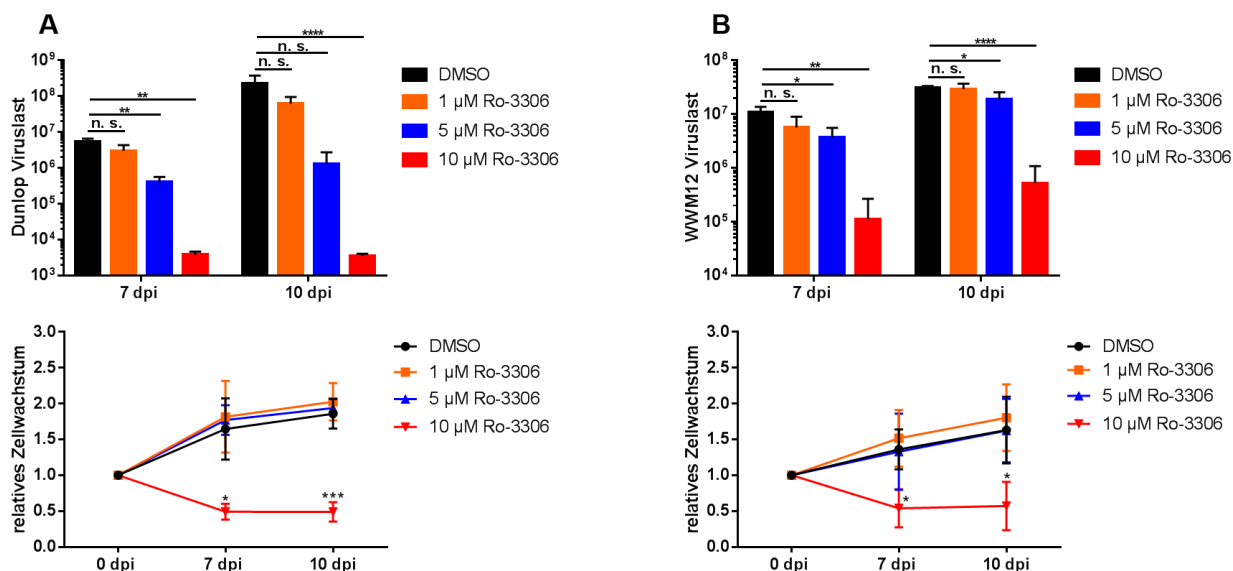 A
Dunlop Viruslast
10⁹
10⁸
10⁷
10⁶
10⁵
10⁴
10³
n. s.
**
**
n. s.
n. s.
****
7 dpi
10 dpi
DMSO
1 µM Ro-3306
5 µM Ro-3306
10 µM Ro-3306
B
WWM12 Viruslast
10⁸
10⁷
10⁶
10⁵
10⁴
n. s.
*
**
n. s.
*
****
7 dpi
10 dpi
DMSO
1 µM Ro-3306
5 µM Ro-3306
10 µM Ro-3306
relatives Zellwachstum
3.0
2.5
2.0
1.5
1.0
0.5
0.0
*
***
0 dpi
7 dpi
10 dpi
DMSO
1 µM Ro-3306
5 µM Ro-3306
10 µM Ro-3306
relatives Zellwachstum
3.0
2.5
2.0
1.5
1.0
0.5
0.0
*
*
0 dpi
7 dpi
10 dpi
DMSO
1 µM Ro-3306
5 µM Ro-3306
10 µM Ro-3306